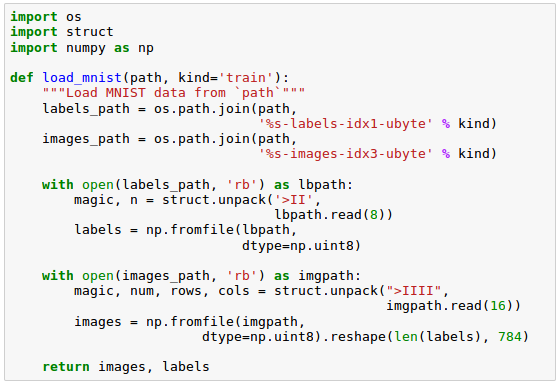 import os
import struct
import numpy as np

def load_mnist(path, kind='train'):
    """Load MNIST data from `path`"""
    labels_path = os.path.join(path,
                               '%s-labels-idx1-ubyte' % kind)
    images_path = os.path.join(path,
                               '%s-images-idx3-ubyte' % kind)

    with open(labels_path, 'rb') as lbpath:
        magic, n = struct.unpack('>II',
                                 lbpath.read(8))
        labels = np.fromfile(lbpath,
                             dtype=np.uint8)

    with open(images_path, 'rb') as imgpath:
        magic, num, rows, cols = struct.unpack(">IIII",
                                               imgpath.read(16))
        images = np.fromfile(imgpath,
                        dtype=np.uint8).reshape(len(labels), 784)

    return images, labels